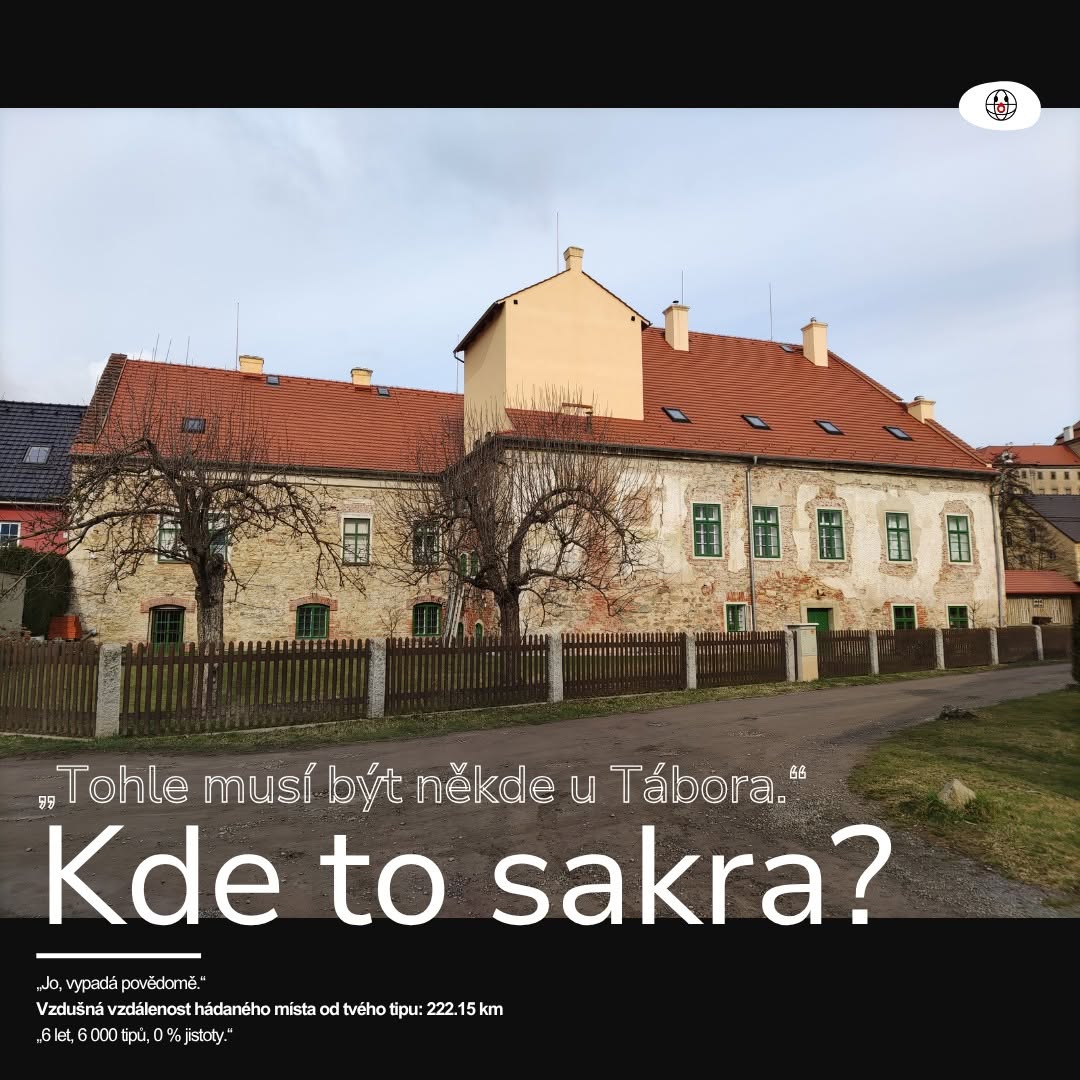 „Tohle musí být někde u Tábora.“
Kde to sakra?
„Jo, vypadá povědomě.“
Vzdušná vzdálenost hádaného místa od tvého tipu: 222.15 km
„6 let, 6 000 tipů, 0 % jistoty.“